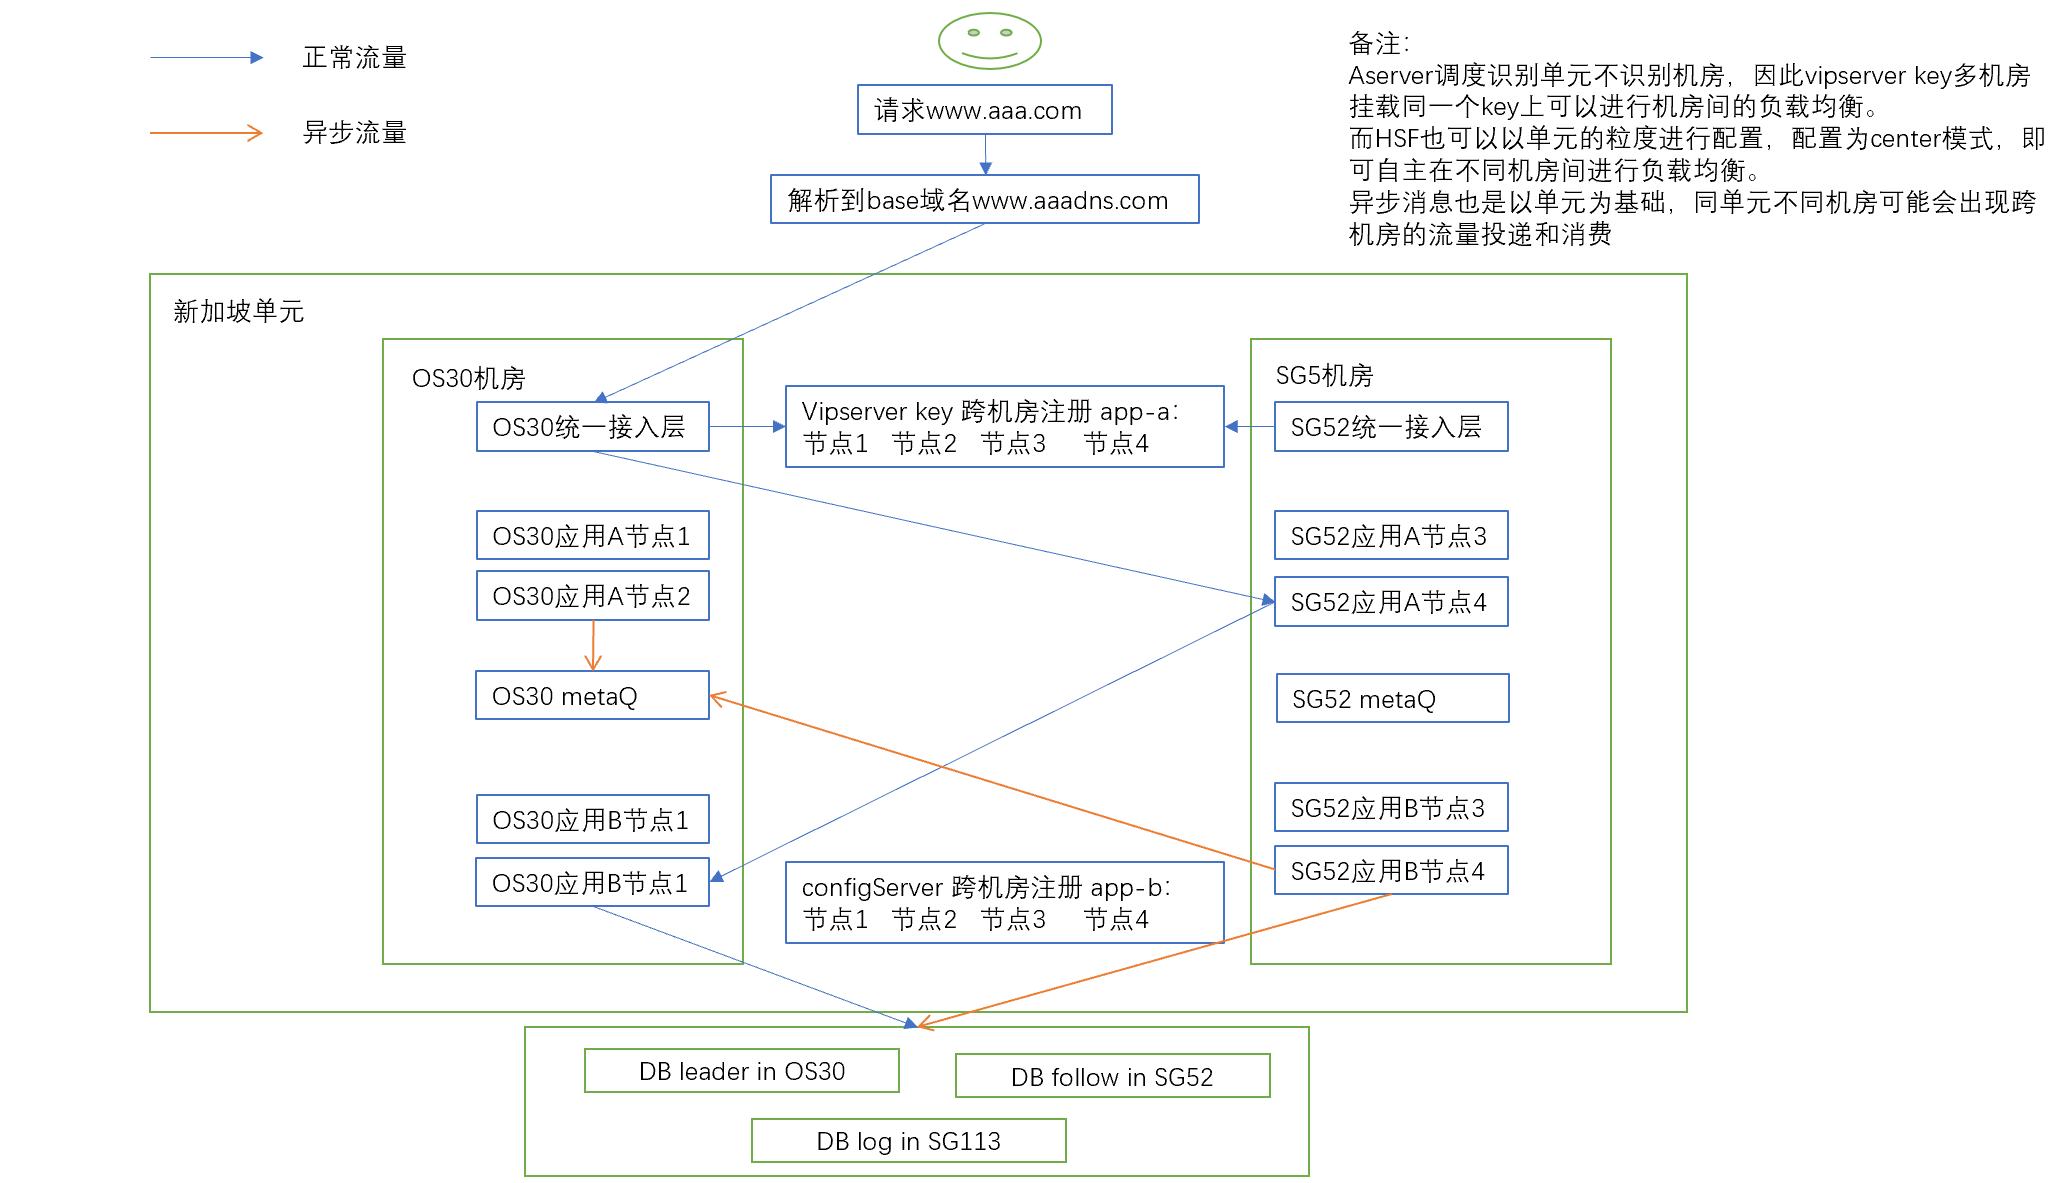 正常流量
异步流量
请求www.aaa.com
解析到base域名www.aaadns.com
备注：
Aserver调度识别单元不识别机房，因此vipserver key多机房
挂载同一个key上可以进行机房间的负载均衡。
而HSF也可以以单元的粒度进行配置，配置为center模式，即
可自主在不同机房间进行负载均衡。
异步消息也是以单元为基础，同单元不同机房可能会出现跨
机房的流量投递和消费
新加坡单元
OS30机房
OS30统一接入层
OS30应用A节点1
OS30应用A节点2
OS30 metaQ
OS30应用B节点1
OS30应用B节点1
Vipserver key 跨机房注册 app-a：
节点1 节点2 节点3 节点4
configServer 跨机房注册 app-b：
节点1 节点2 节点3 节点4
SG5机房
SG52统一接入层
SG52应用A节点3
SG52应用A节点4
SG52 metaQ
SG52应用B节点3
SG52应用B节点4
DB leader in OS30
DB follow in SG52
DB log in SG113